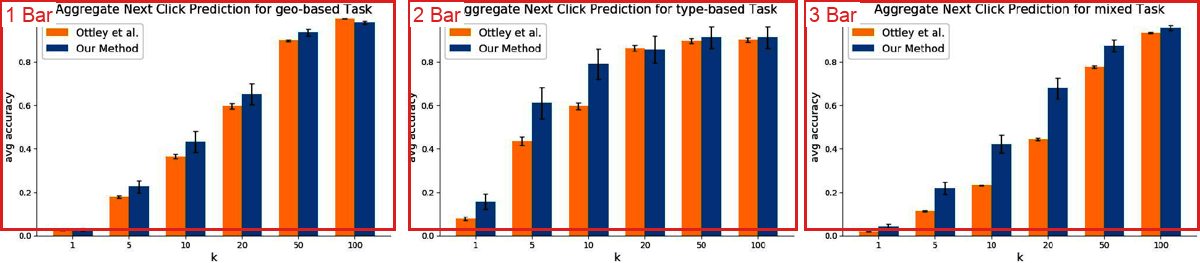 1 Bar
Aggregate Next Click Prediction for geo-based Task
Ottley et al.
Our Method
0.8
0.6
0.4
0.2
0.0
avg accuracy
1 5 10 20 50 100
k
2 Bar
Aggregate Next Click Prediction for type-based Task
Ottley et al.
Our Method
0.8
0.6
0.4
0.2
0.0
avg accuracy
1 5 10 20 50 100
k
3 Bar
Aggregate Next Click Prediction for mixed Task
Ottley et al.
Our Method
0.8
0.6
0.4
0.2
0.0
avg accuracy
1 5 10 20 50 100
k